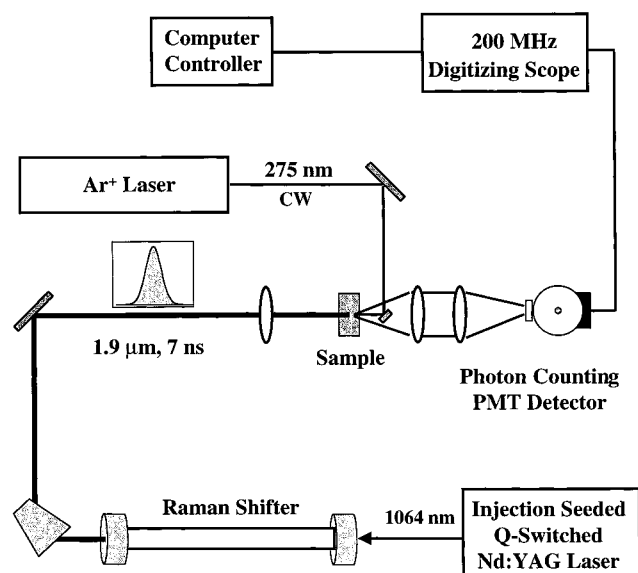 Computer
Controller
200 MHz
Digitizing Scope
Ar⁺ Laser
275 nm
CW
1.9 μm, 7 ns
Sample
Photon Counting
PMT Detector
Raman Shifter
1064 nm
Injection Seeded
Q-Switched
Nd:YAG Laser